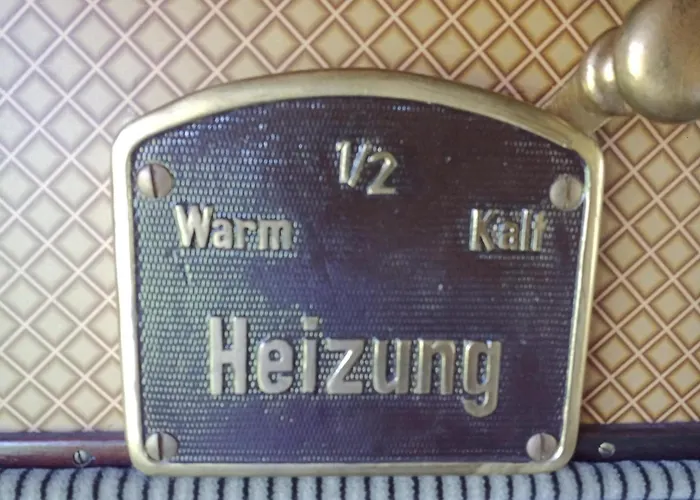 1/2
Warm Kalt
Heizung